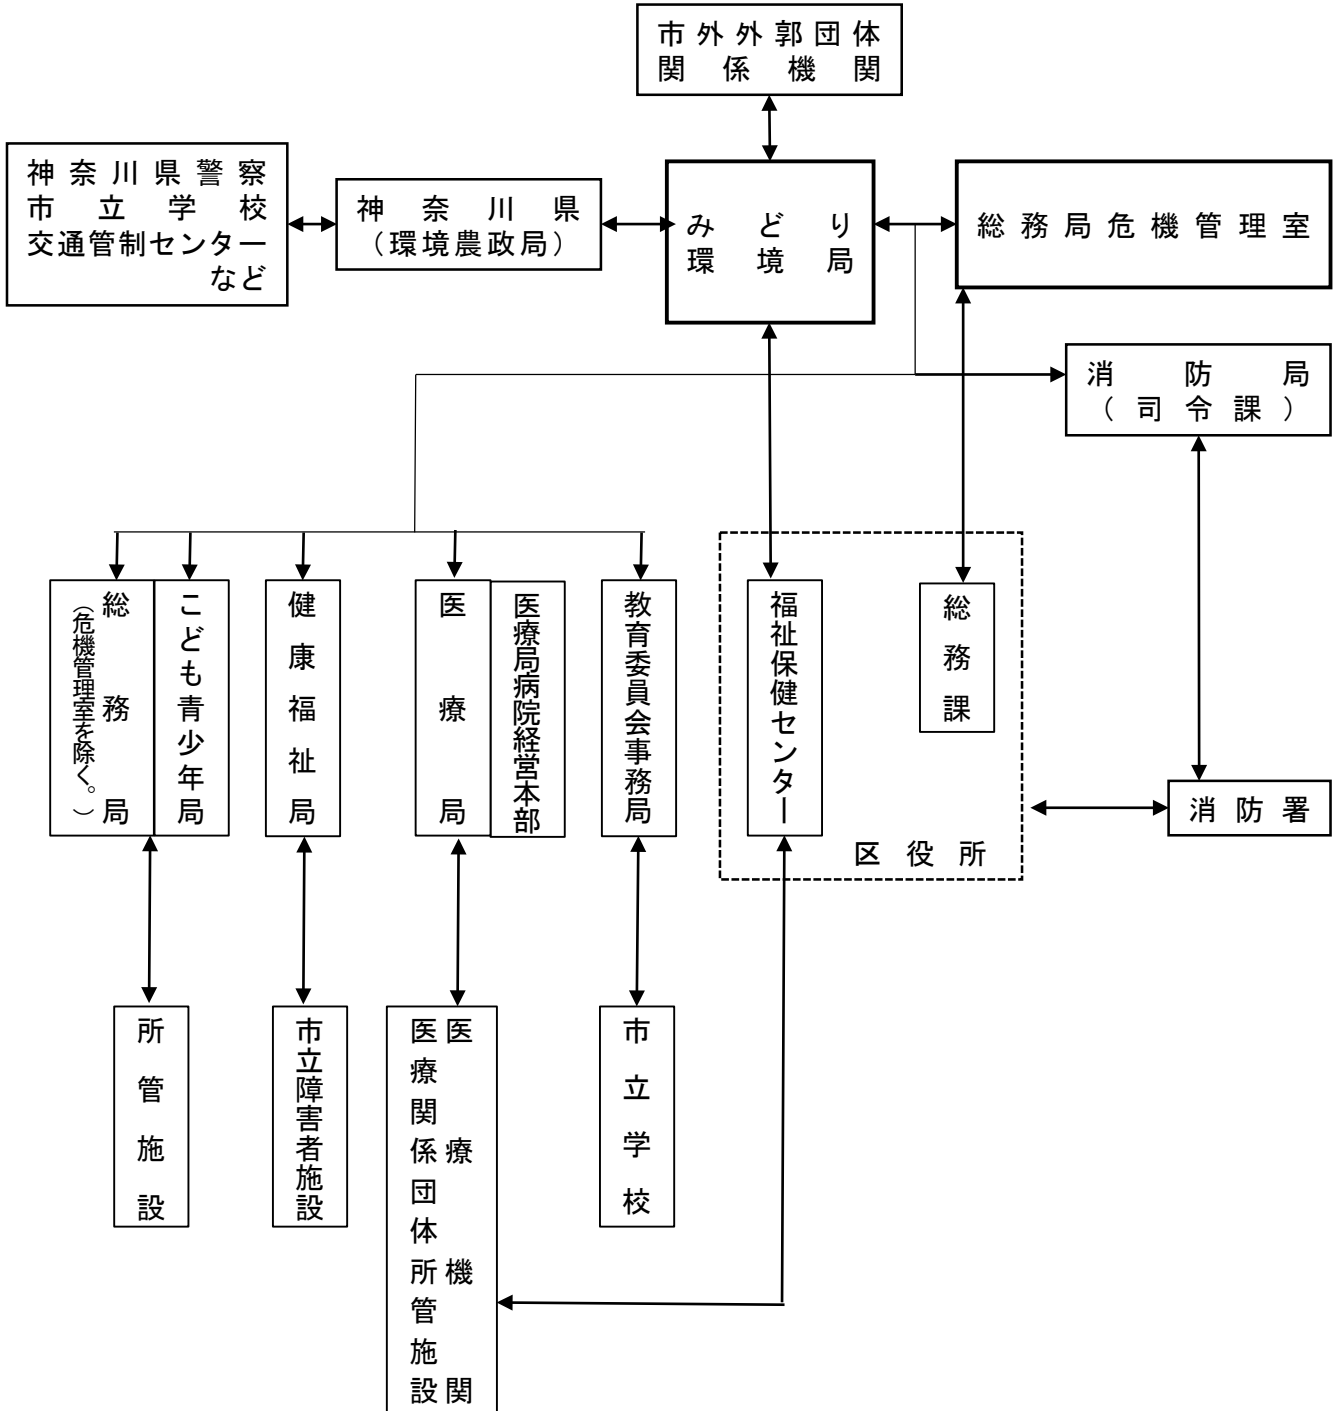 市外外郭団体
関係機関
神奈川県警察
市立学校
交通管制センター
など
神奈川県
（環境農政局）
みどり
環境局
総務局危機管理室
消防局
（司令課）
総務局
（危機管理室を除く。）
こども青少年局
健康福祉局
医療局
医療局病院経営本部
教育委員会事務局
福祉保健センター
総務課
区役所
消防署
所管施設
市立障害者施設
医療機関
医療関係団体所管施設
市立学校